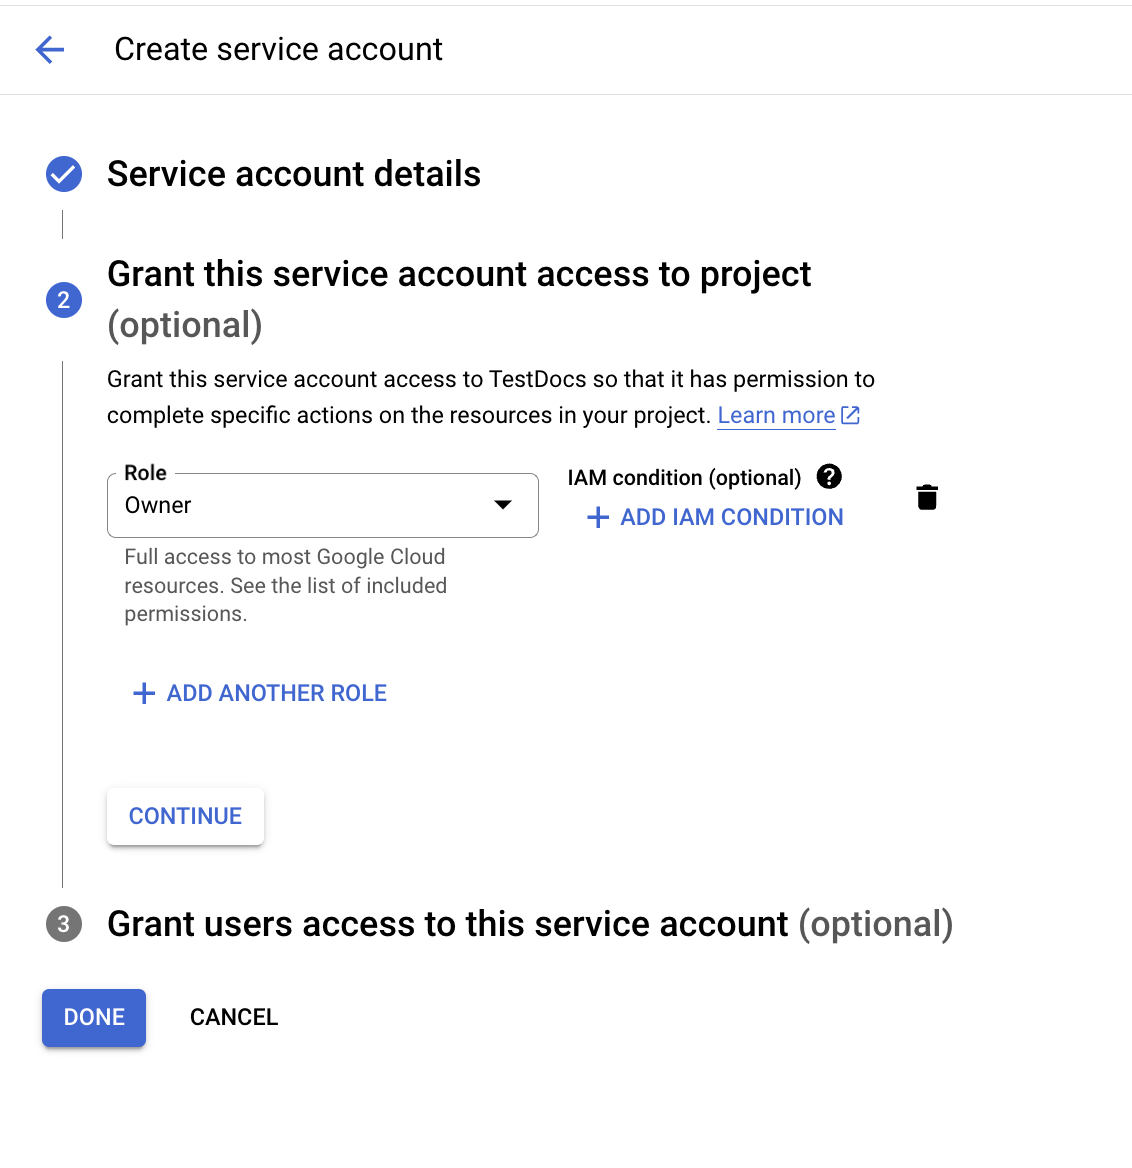 Create service account
Service account details
2
Grant this service account access to project
(optional)
Grant this service account access to TestDocs so that it has permission to
complete specific actions on the resources in your project. Learn more
Role
Owner
IAM condition (optional)
?
+ ADD IAM CONDITION
Full access to most Google Cloud
resources. See the list of included
permissions.
+ ADD ANOTHER ROLE
CONTINUE
3
Grant users access to this service account (optional)
DONE
CANCEL